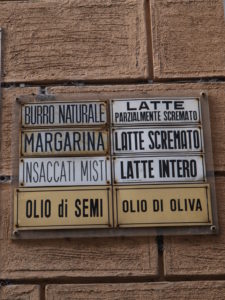 BURRO NATURALE
MARGARINA
INSACCATI MISTI
OLIO di SEMI
LATTE
PARZIALMENTE SCREMATO
LATTE SCREMATO
LATTE INTERO
OLIO DI OLIVA